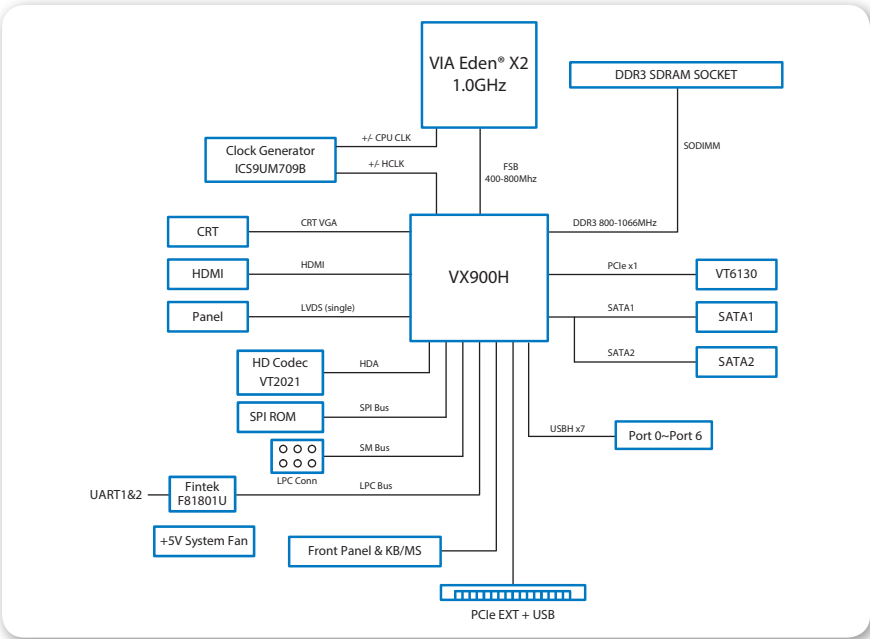 VIA Eden® X2
1.0GHz
DDR3 SDRAM SOCKET
+/- CPU CLK
Clock Generator
ICS9UM709B
SODIMM
+/- HCLK
FSB
400-800Mhz
CRT
CRT VGA
DDR3 800-1066MHz
HDMI
HDMI
VX900H
PCIe x1
VT6130
Panel
LVDS (single)
SATA1
SATA1
SATA2
SATA2
HD Codec
VT2021
HDA
SPI ROM
SPI Bus
USBH x7
Port 0~Port 6
SM Bus
LPC Conn
UART1&2
Fintek
F81801U
LPC Bus
+5V System Fan
Front Panel & KB/MS
PCIe EXT + USB